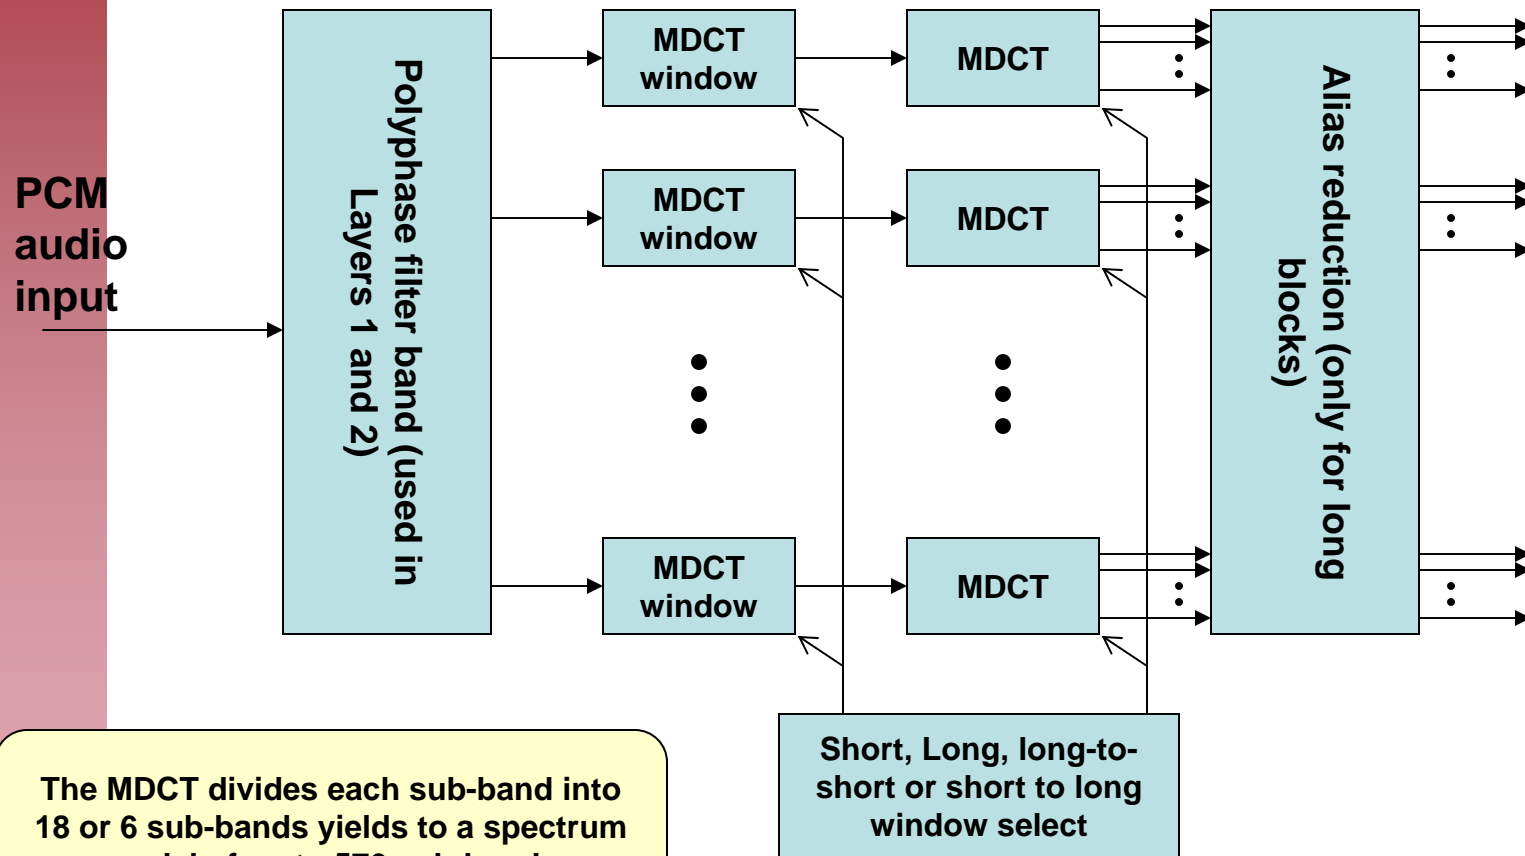 PCM
audio
input
Polyphase filter band (used in
Layers 1 and 2)
MDCT
window
MDCT
MDCT
window
MDCT
MDCT
window
MDCT
Alias reduction (only for long
blocks)
Short, Long, long-to-
short or short to long
window select
The MDCT divides each sub-band into
18 or 6 sub-bands yields to a spectrum